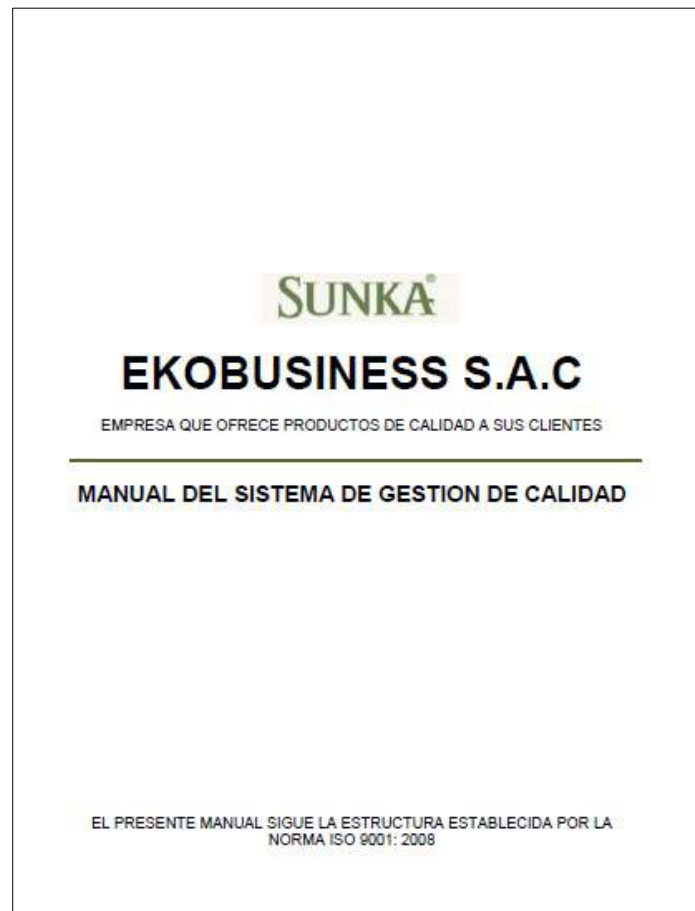 SUNKA®
EKOBUSINESS S.A.C
EMPRESA QUE OFRECE PRODUCTOS DE CALIDAD A SUS CLIENTES
MANUAL DEL SISTEMA DE GESTION DE CALIDAD
EL PRESENTE MANUAL SIGUE LA ESTRUCTURA ESTABLECIDA POR LA
NORMA ISO 9001: 2008